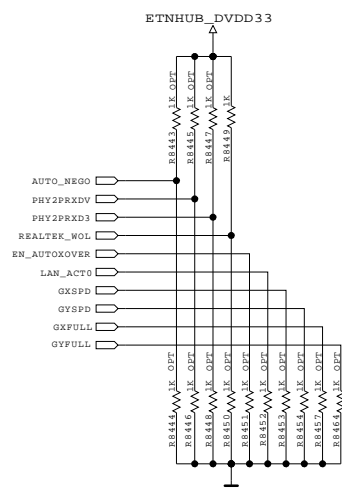 ETNHUB_DVDD33
R8443 1K OPT
R8445 1K OPT
R8447 1K OPT
R8449 1K
AUTO_NEGO
PHY2PRXDV
PHY2PRXD3
REALTEK_WOL
EN_AUTOXOVER
LAN_ACT0
GXSPD
GYSPD
GXFULL
GYFULL
R8444 1K OPT
R8446 1K OPT
R8448 1K OPT
R8450 1K OPT
R8451 1K
R8452 1K OPT
R8453 1K OPT
R8454 1K OPT
R8457 1K OPT
R8464 1K OPT